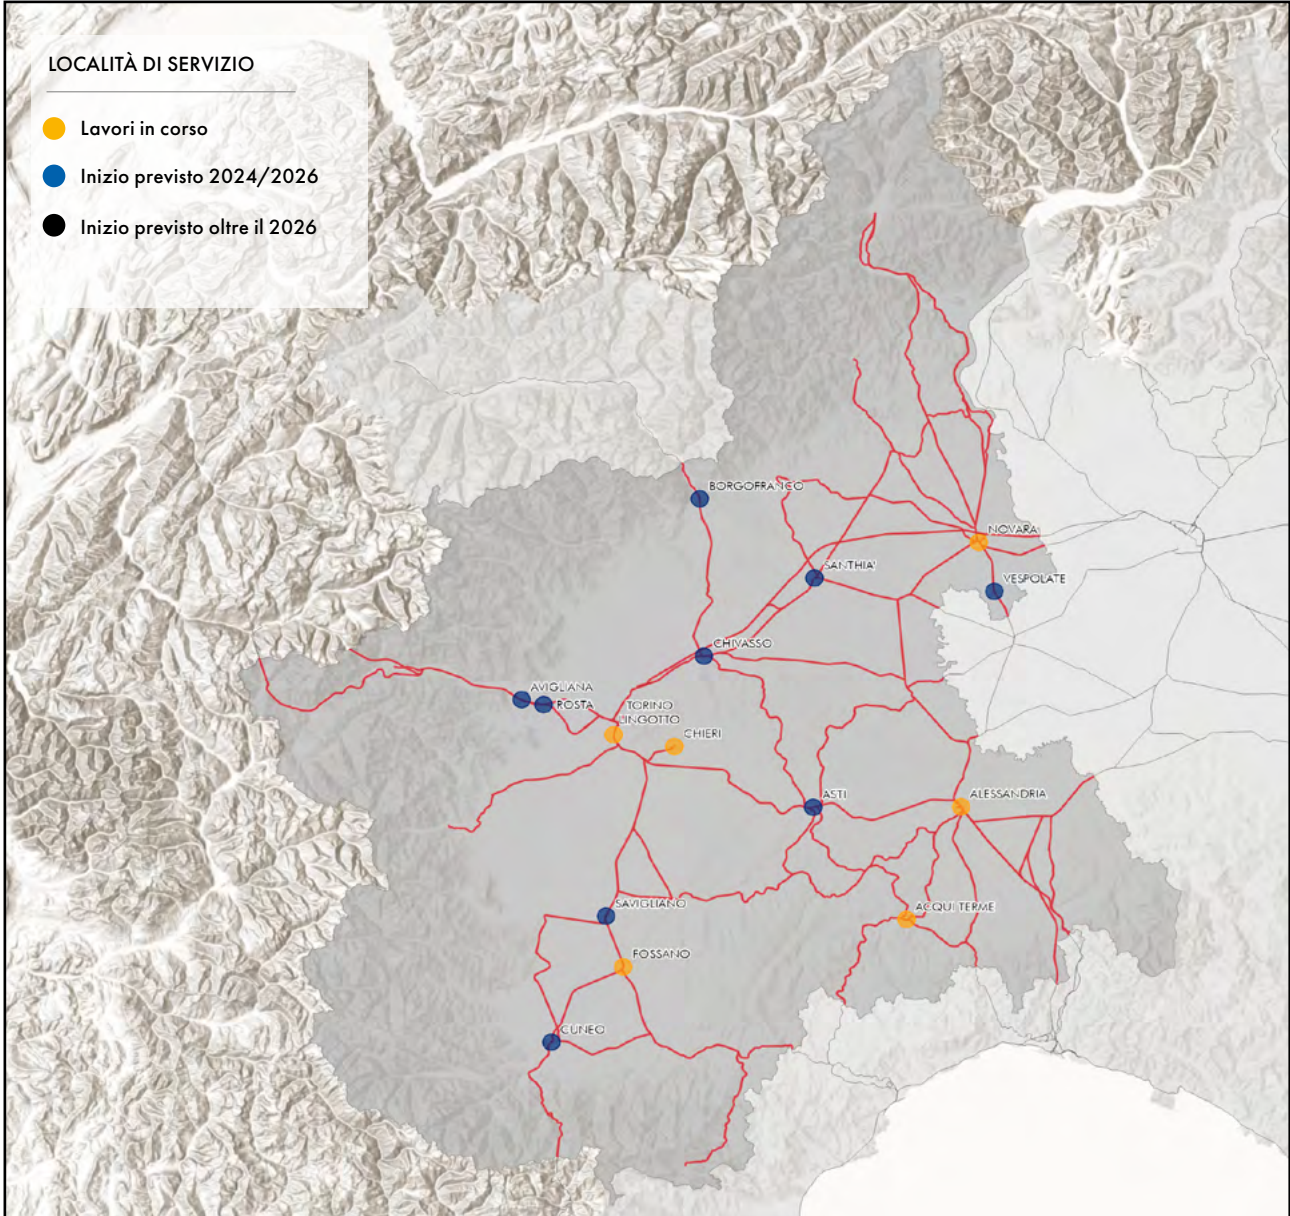 LOCALITÀ DI SERVIZIO
Lavori in corso
Inizio previsto 2024/2026
Inizio previsto oltre il 2026
BORGOFRANCO
NOVARA
SANTHIA'
VESPOLATE
CHIVASSO
AVIGLIANA
ROSTA
TORINO
LINGOTTO
CHIERI
ASTI
ALESSANDRIA
SAVIGLIANO
ACQUI TERME
FOSSANO
CUNEO